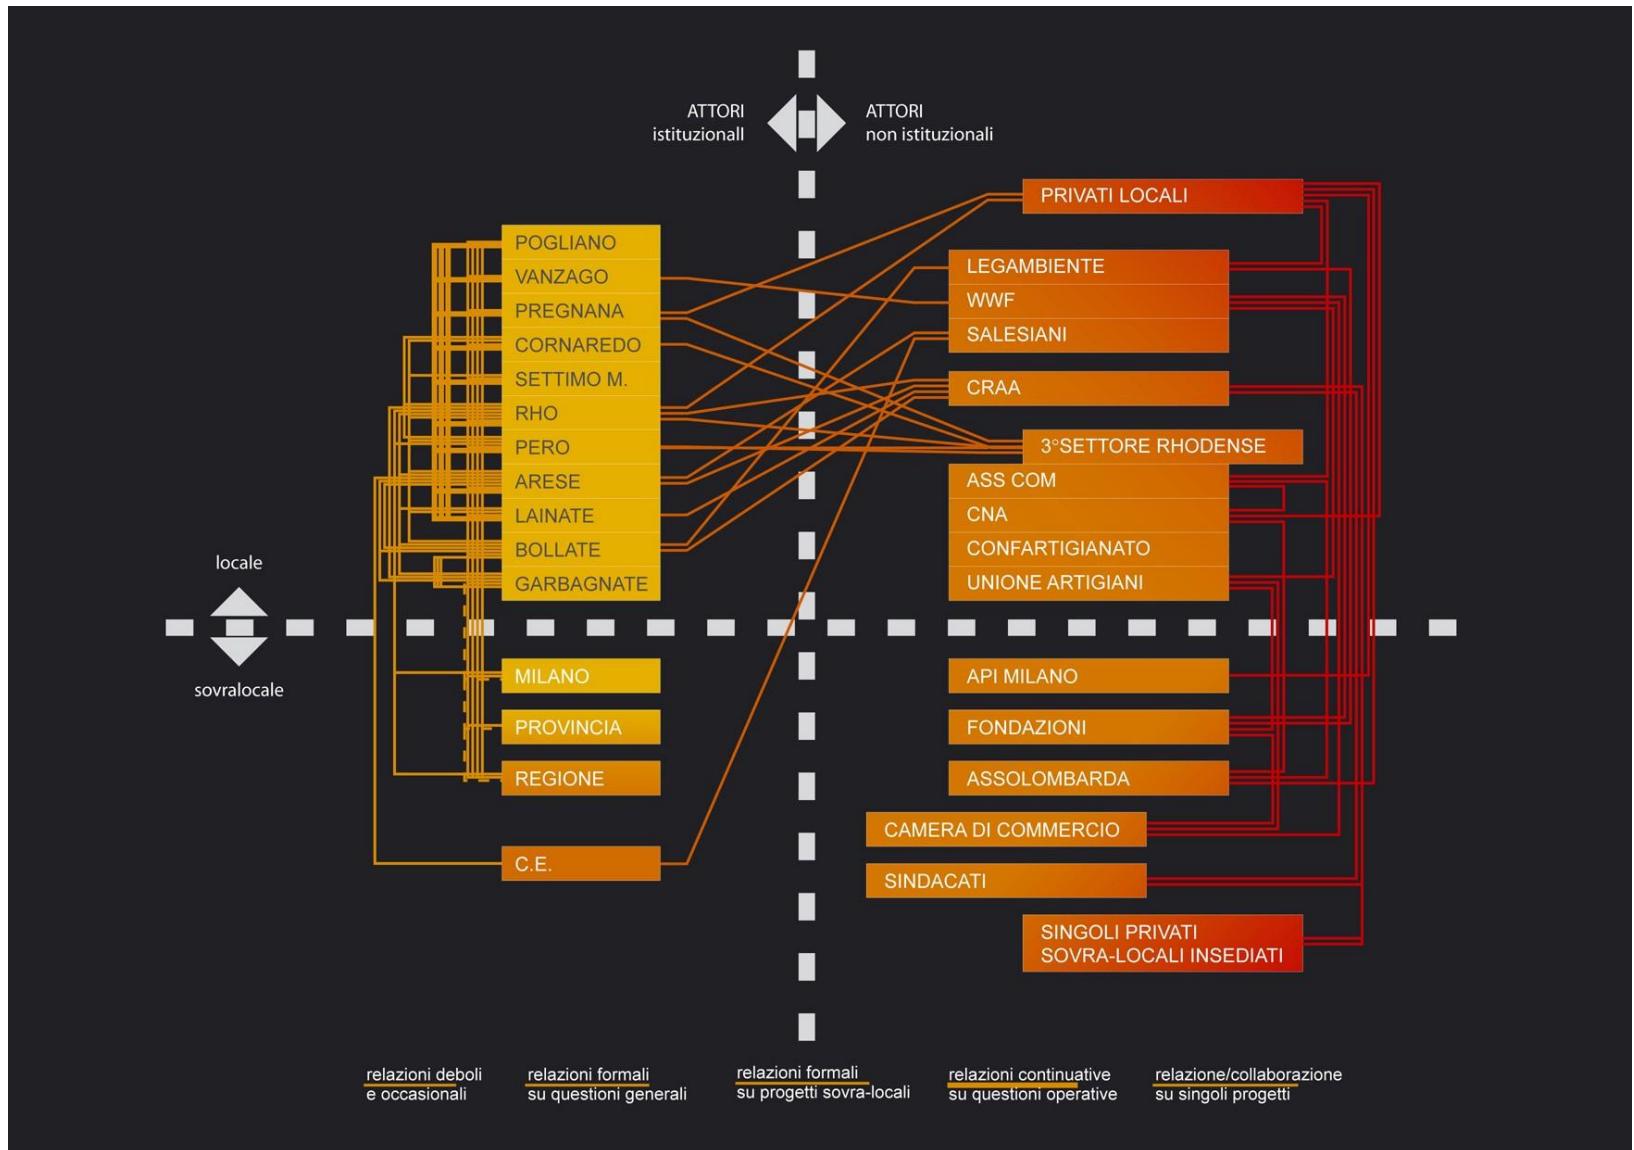 ATTORI
istituzionall
ATTORI
non istituzionali
PRIVATI LOCALI
POGLIANO
VANZAGO
PREGNANA
CORNAREDO
SETTIMO M.
RHO
PERO
ARESE
LAINATE
BOLLATE
GARBAGNATE
LEGAMBIENTE
WWF
SALESIANI
CRAA
3°SETTORE RHODENSE
ASS COM
CNA
CONFARTIGIANATO
UNIONE ARTIGIANI
locale
sovralocale
MILANO
PROVINCIA
REGIONE
C.E.
API MILANO
FONDAZIONI
ASSOLOMBARDA
CAMERA DI COMMERCIO
SINDACATI
SINGOLI PRIVATI
SOVRA-LOCALI INSEDIATI
relazioni deboli
e occasionali
relazioni formali
su questioni generali
relazioni formali
su progetti sovra-locali
relazioni continuative
su questioni operative
relazione/collaborazione
su singoli progetti